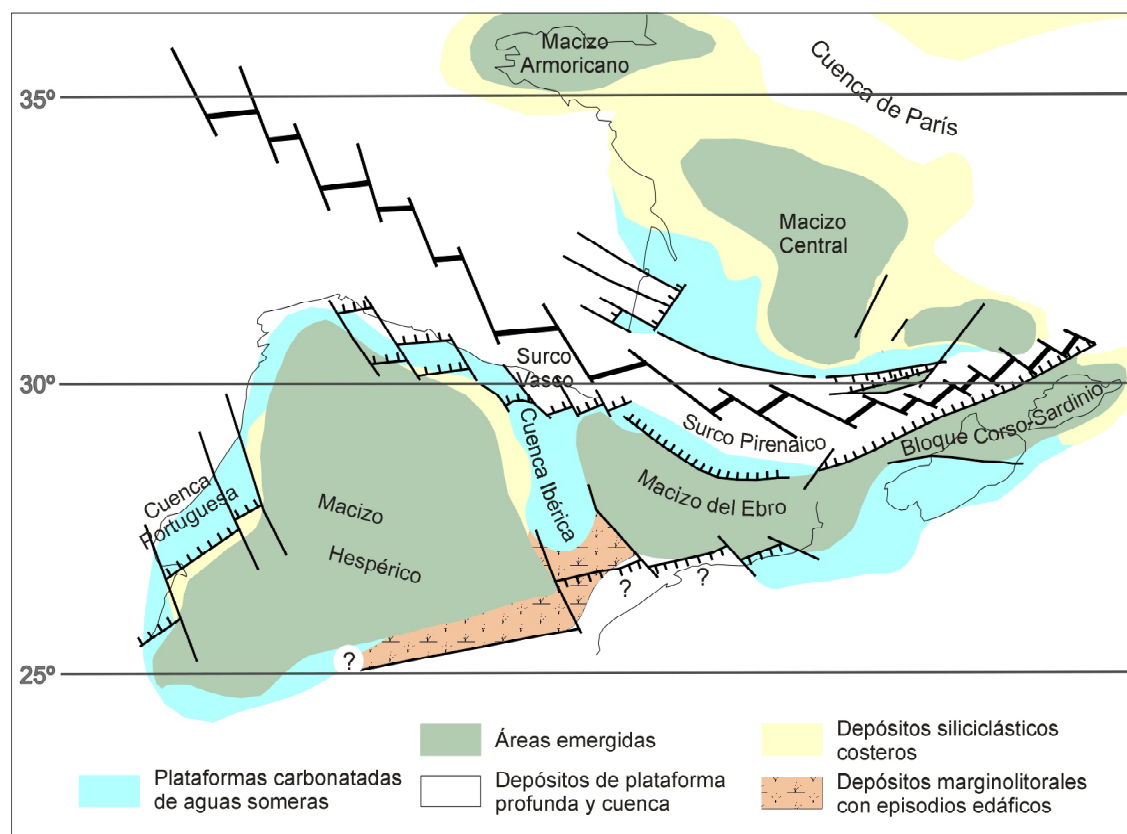 Macizo
Armoricano
Cuenca de París
35º
Macizo
Central
Surco
Vasco
30º
Surco Pirenaico
Bloque Corso-Sardinio
Cuenca Ibérica
Macizo del Ebro
Cuenca
Portuguesa
Macizo
Hespérico
?
?
?
25º
Áreas emergidas
Depósitos siliciclásticos
costeros
Plataformas carbonatadas
de aguas someras
Depósitos de plataforma
profunda y cuenca
Depósitos marginolitorales
con episodios edáficos